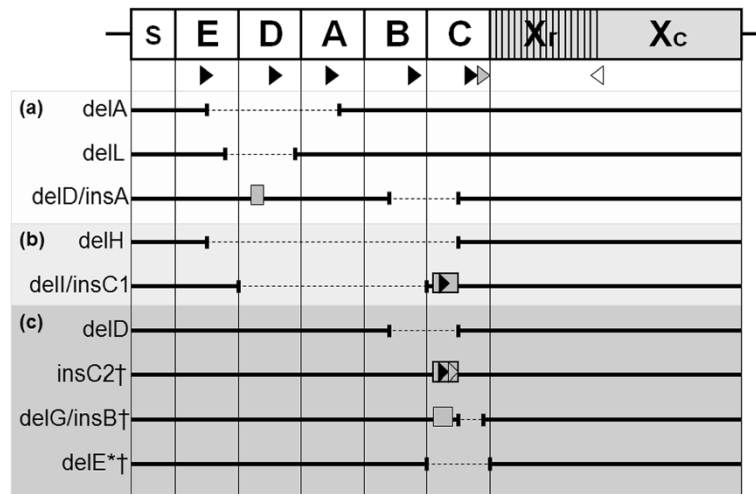 S E D A B C Xr Xc
(a) delA
delL
delD/insA
(b) delH
delI/insC1
(c) delD
insC2†
delG/insB†
delE*†